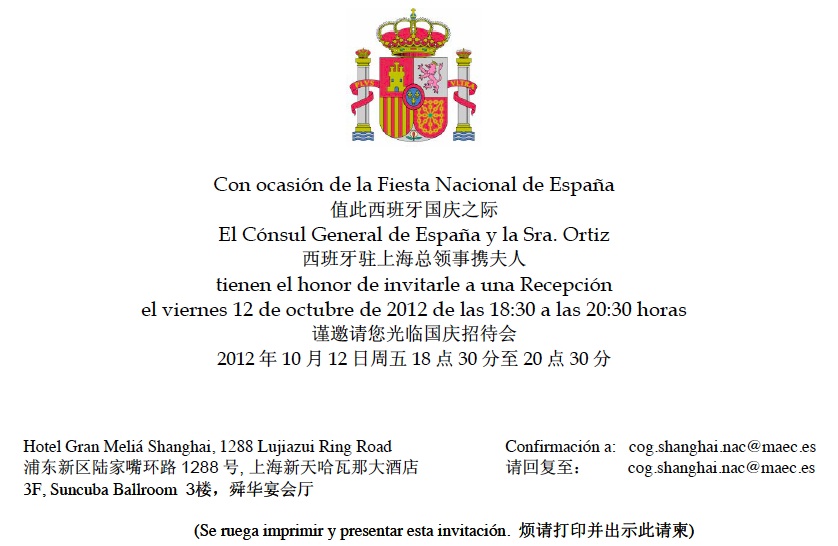 PLVS VLTRA
Con ocasión de la Fiesta Nacional de España
值此西班牙国庆之际
El Cónsul General de España y la Sra. Ortiz
西班牙驻上海总领事携夫人
tienen el honor de invitarle a una Recepción
el viernes 12 de octubre de 2012 de las 18:30 a las 20:30 horas
谨邀请您光临国庆招待会
2012 年 10 月 12 日周五 18 点 30 分至 20 点 30 分
Hotel Gran Meliá Shanghai, 1288 Lujiazui Ring Road
浦东新区陆家嘴环路 1288 号, 上海新天哈瓦那大酒店
3F, Suncuba Ballroom 3楼，舜华宴会厅
Confirmación a: cog.shanghai.nac@maec.es
请回复至： cog.shanghai.nac@maec.es
(Se ruega imprimir y presentar esta invitación. 烦请打印并出示此请柬)